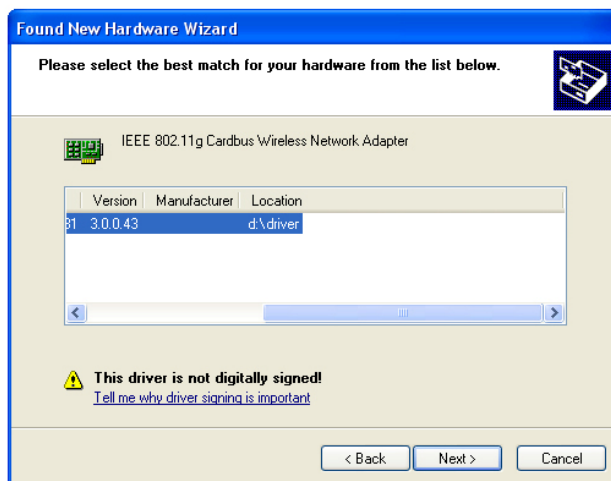 Found New Hardware Wizard
Please select the best match for your hardware from the list below.
IEEE 802.11g Cardbus Wireless Network Adapter
Version Manufacturer Location
31 3.0.0.43 d:\driver
This driver is not digitally signed!
Tell me why driver signing is important
< Back Next > Cancel